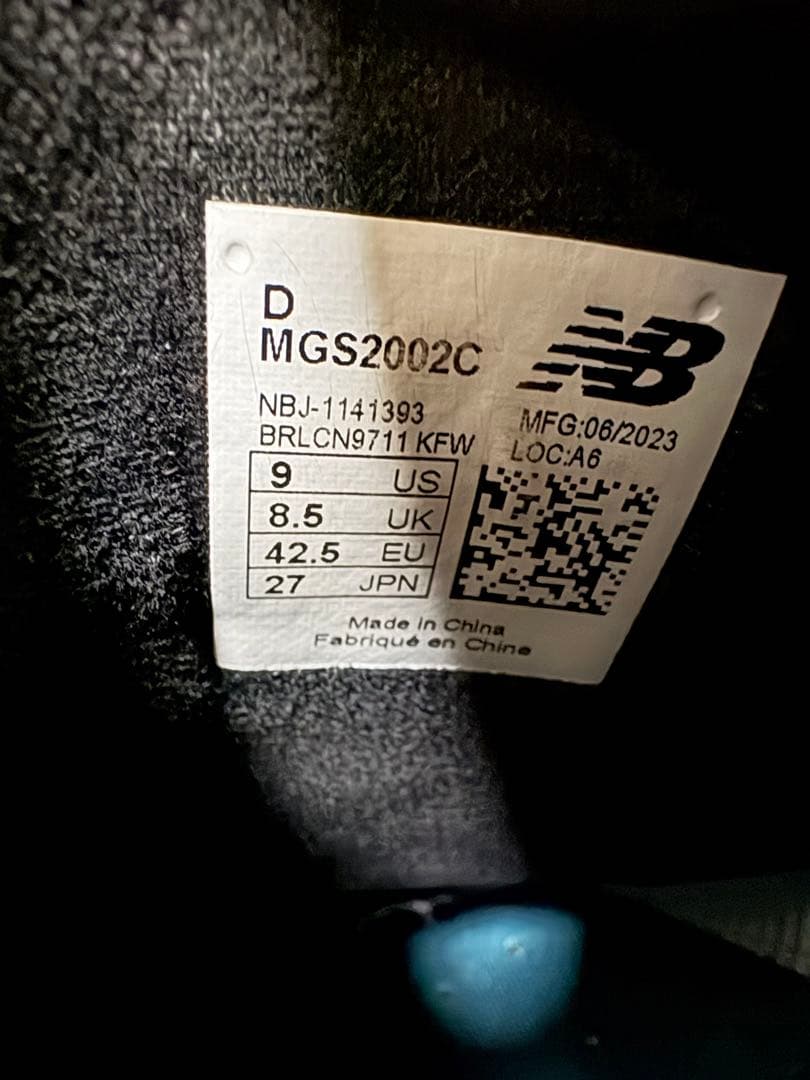 D
MGS2002C
NB
NBJ-1141393
BRLCN9711 KFW
MFG:06/2023
LOC:A6
9 US
8.5 UK
42.5 EU
27 JPN
Made in China
Fabriqué en Chine